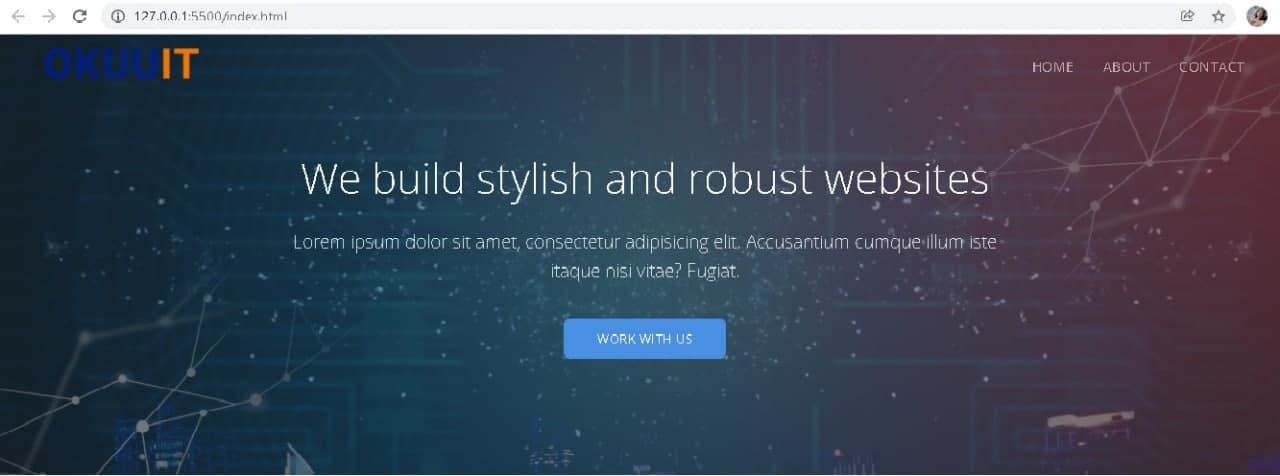 127.0.0.1:5500/index.html
OKUUIT
HOME ABOUT CONTACT
We build stylish and robust websites
Lorem ipsum dolor sit amet, consectetur adipisicing elit. Accusantium cumque illum iste
itaque nisi vitae? Fugiat.
WORK WITH US